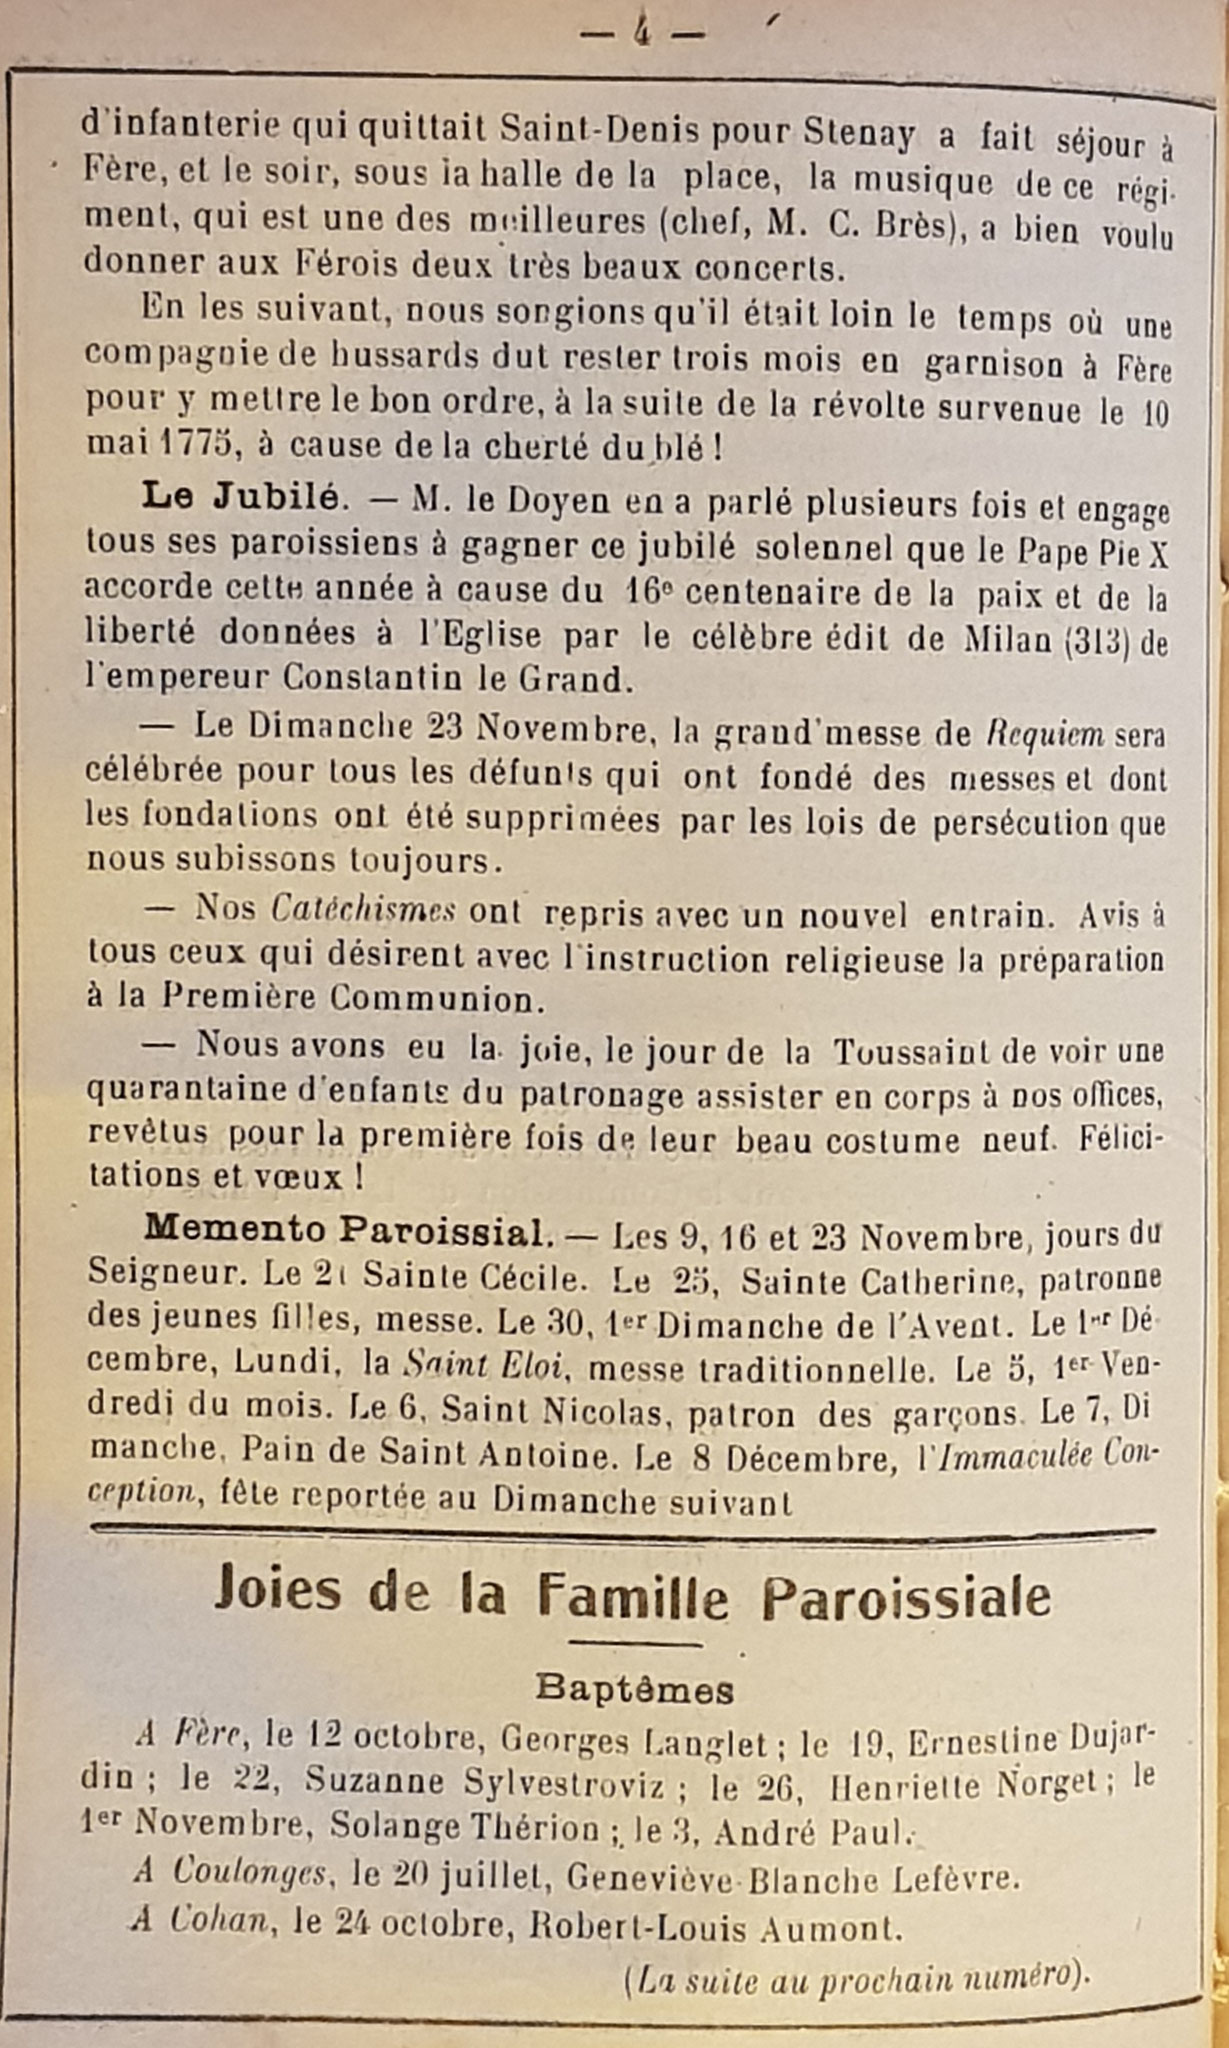 — 4 —
d'infanterie qui quittait Saint-Denis pour Stenay a fait séjour à
Fère, et le soir, sous la halle de la place, la musique de ce régi-
ment, qui est une des meilleures (chef, M. C. Brès), a bien voulu
donner aux Férois deux très beaux concerts.
En les suivant, nous songions qu'il était loin le temps où une
compagnie de hussards dut rester trois mois en garnison à Fère
pour y mettre le bon ordre, à la suite de la révolte survenue le 10
mai 1775, à cause de la cherté du blé !
Le Jubilé. — M. le Doyen en a parlé plusieurs fois et engage
tous ses paroissiens à gagner ce jubilé solennel que le Pape Pie X
accorde cette année à cause du 16e centenaire de la paix et de la
liberté données à l'Eglise par le célèbre édit de Milan (313) de
l'empereur Constantin le Grand.
— Le Dimanche 23 Novembre, la grand'messe de Requiem sera
célébrée pour tous les défunts qui ont fondé des messes et dont
les fondations ont été supprimées par les lois de persécution que
nous subissons toujours.
— Nos Catéchismes ont repris avec un nouvel entrain. Avis à
tous ceux qui désirent avec l'instruction religieuse la préparation
à la Première Communion.
— Nous avons eu la joie, le jour de la Toussaint de voir une
quarantaine d'enfants du patronage assister en corps à nos offices,
revêtus pour la première fois de leur beau costume neuf. Félici-
tations et vœux !
Memento Paroissial. — Les 9, 16 et 23 Novembre, jours du
Seigneur. Le 21 Sainte Cécile. Le 25, Sainte Catherine, patronne
des jeunes filles, messe. Le 30, 1er Dimanche de l'Avent. Le 1er Dé
cembre, Lundi, la Saint Eloi, messe traditionnelle. Le 5, 1er Ven-
dredi du mois. Le 6, Saint Nicolas, patron des garçons. Le 7, Di
manche, Pain de Saint Antoine. Le 8 Décembre, l'Immaculée Con-
ception, fête reportée au Dimanche suivant
Joies de la Famille Paroissiale
Baptêmes
A Fère, le 12 octobre, Georges Langlet ; le 19, Ernestine Dujar-
din ; le 22, Suzanne Sylvestroviz ; le 26, Henriette Norget ; le
1er Novembre, Solange Thérion ; le 3, André Paul.
A Coulonges, le 20 juillet, Geneviève-Blanche Lefèvre.
A Cohan, le 24 octobre, Robert-Louis Aumont.
(La suite au prochain numéro).